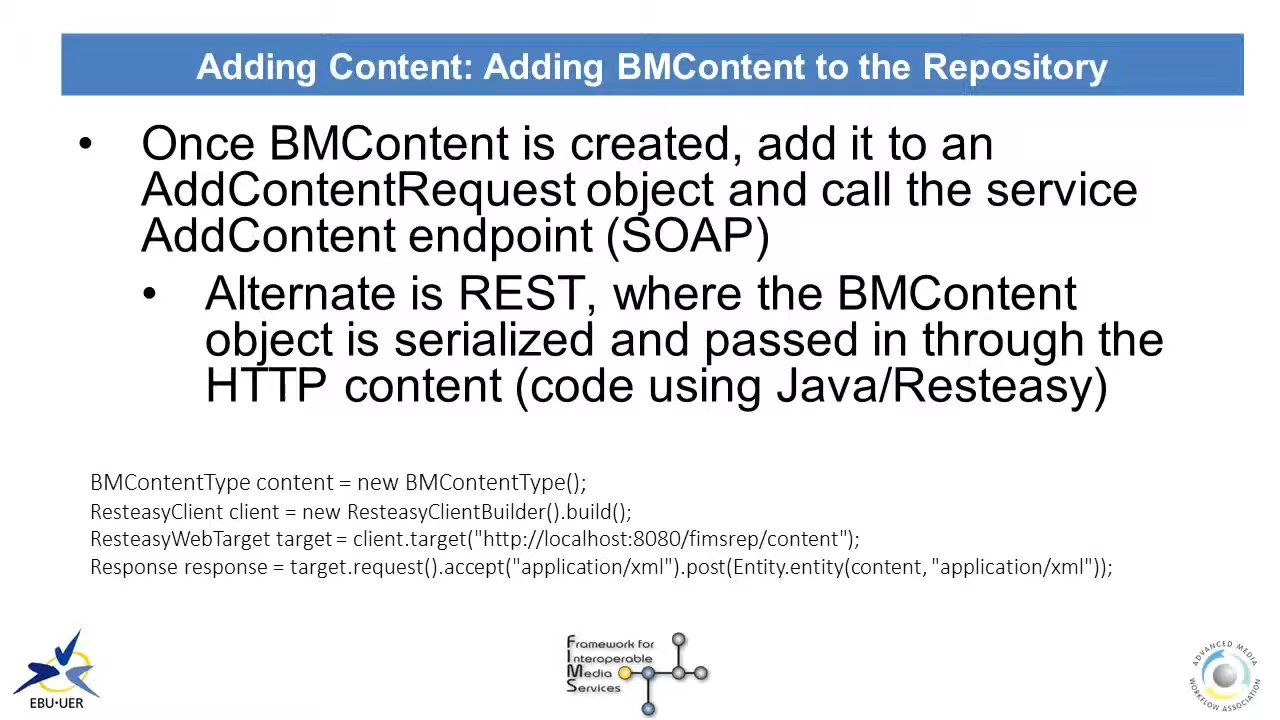 Adding Content: Adding BMContent to the Repository
• Once BMContent is created, add it to an
AddContentRequest object and call the service
AddContent endpoint (SOAP)
• Alternate is REST, where the BMContent
object is serialized and passed in through the
HTTP content (code using Java/Resteasy)
BMContentType content = new BMContentType();
ResteasyClient client = new ResteasyClientBuilder().build();
ResteasyWebTarget target = client.target("http://localhost:8080/fimsrep/content");
Response response = target.request().accept("application/xml").post(Entity.entity(content, "application/xml"));
EBU·UER
Framework for
Interoperable
Media
Services
ADVANCED MEDIA
WORKFLOW ASSOCIATION